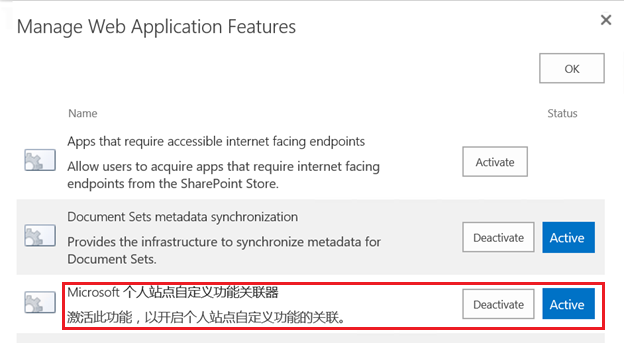 Manage Web Application Features
OK
Name
Status
Apps that require accessible internet facing endpoints
Allow users to acquire apps that require internet facing
endpoints from the SharePoint Store.
Activate
Document Sets metadata synchronization
Provides the infrastructure to synchronize metadata for
Document Sets.
Deactivate
Active
Microsoft 个人站点自定义功能关联器
激活此功能，以开启个人站点自定义功能的关联。
Deactivate
Active